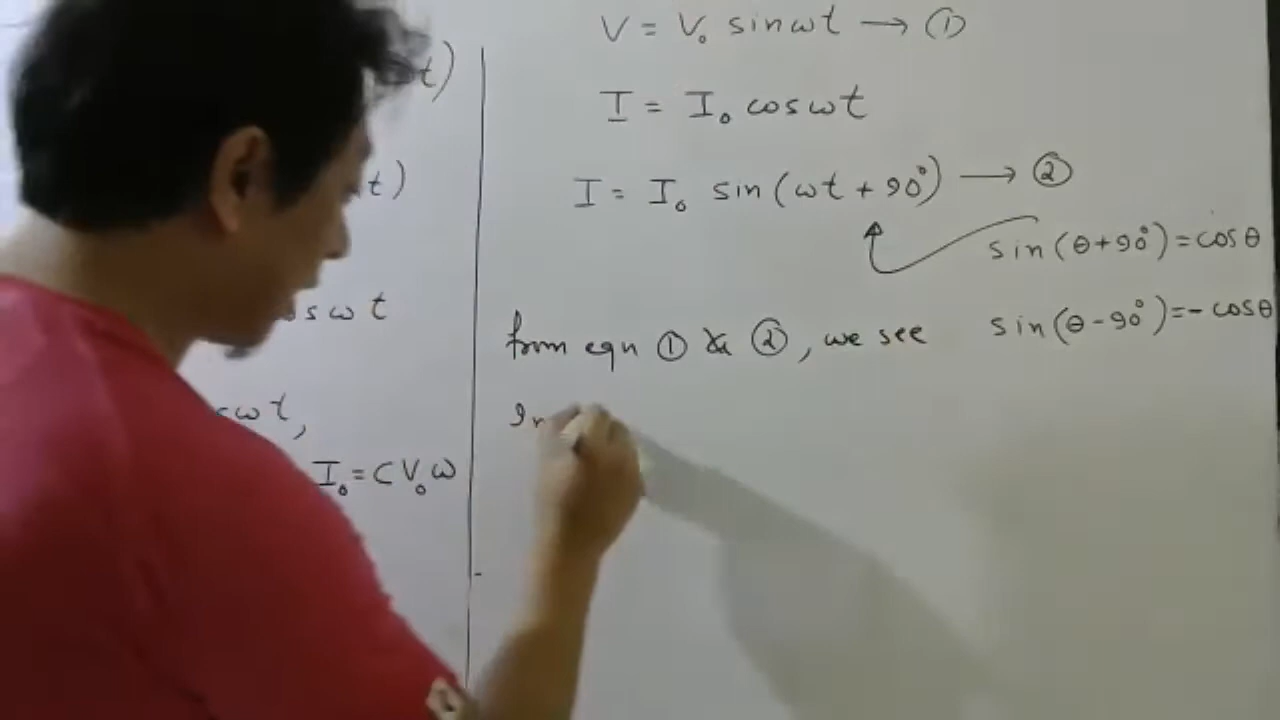 t)
t)
s ω t
ω t,
I₀ = C V₀ ω
V = V₀ sin ωt → ①
I = I₀ cos ωt
I = I₀ sin (ωt + 90°) → ②
sin (θ + 90°) = cos θ
sin (θ - 90°) = - cos θ
from eqn ① & ②, we see
In